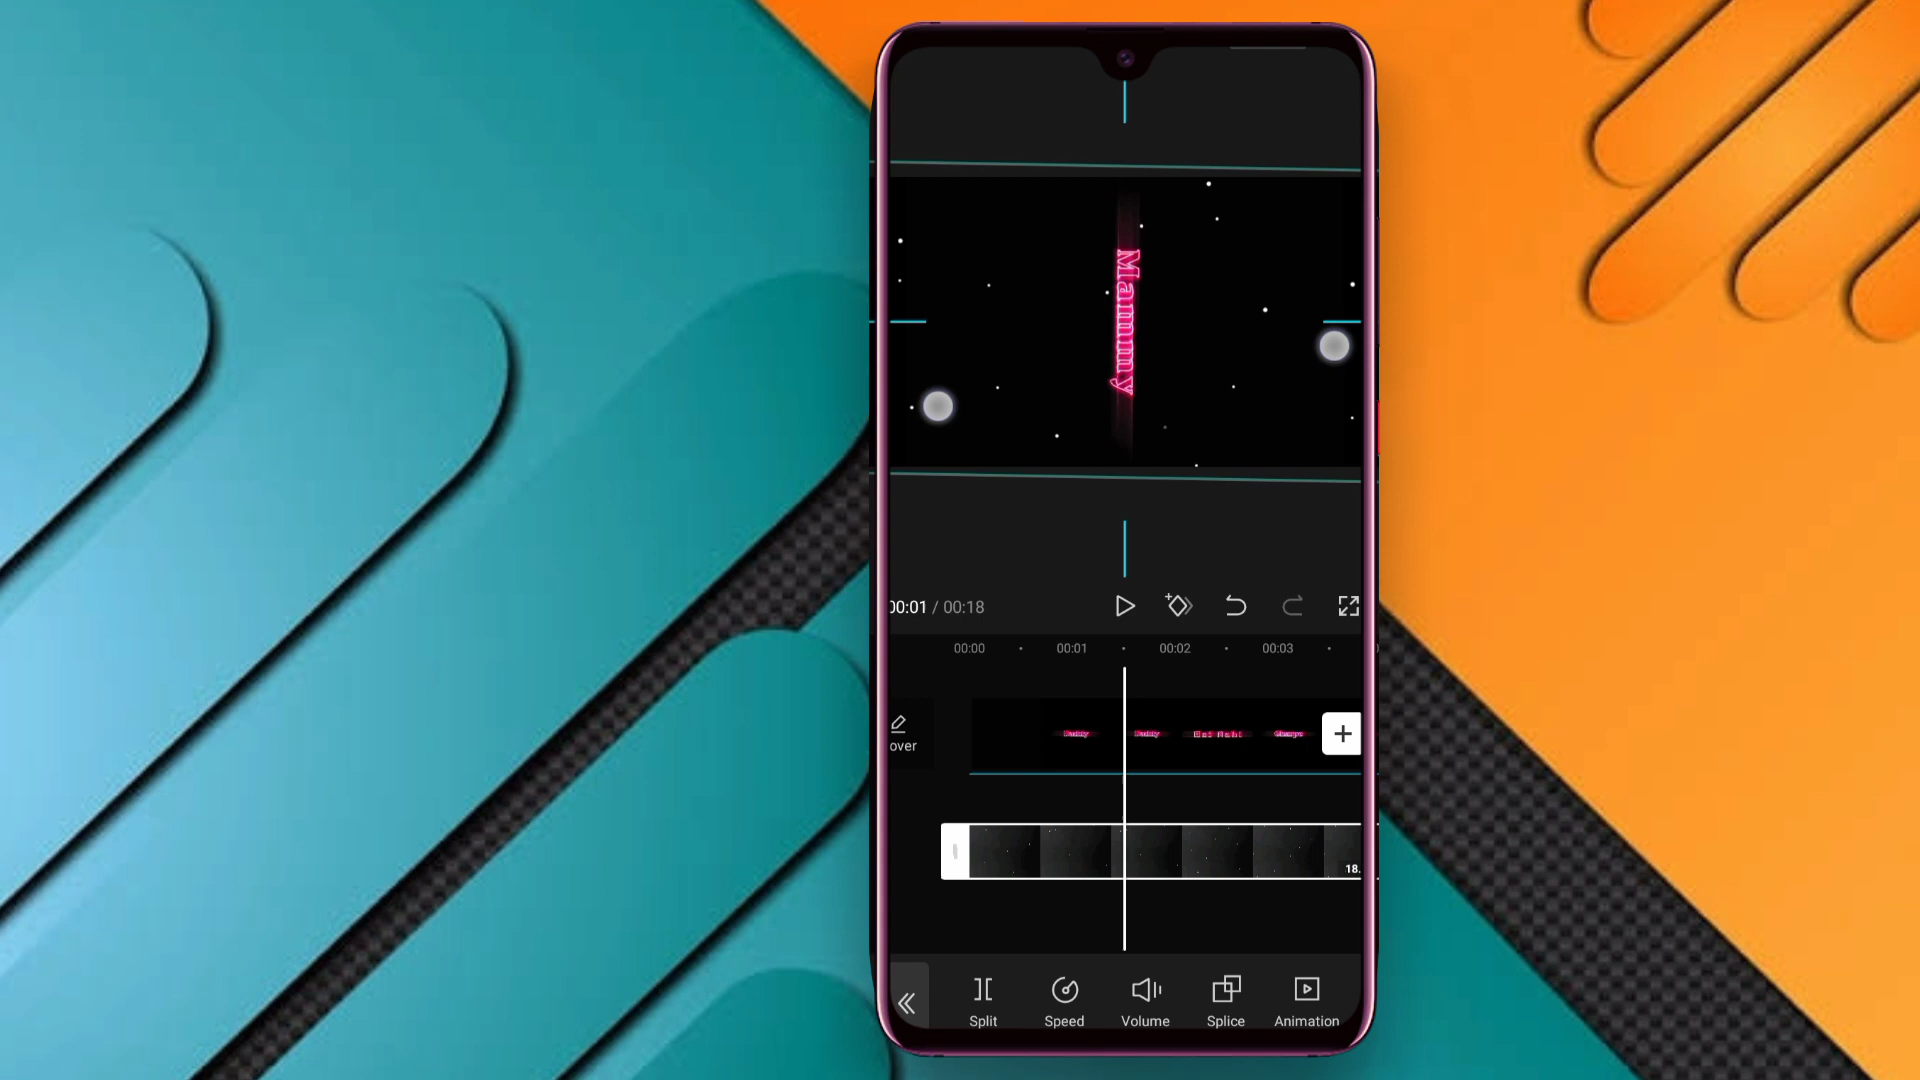 Mammy
00:01 / 00:18
00:00 00:01 00:02 00:03
over
18.
Split Speed Volume Splice Animation